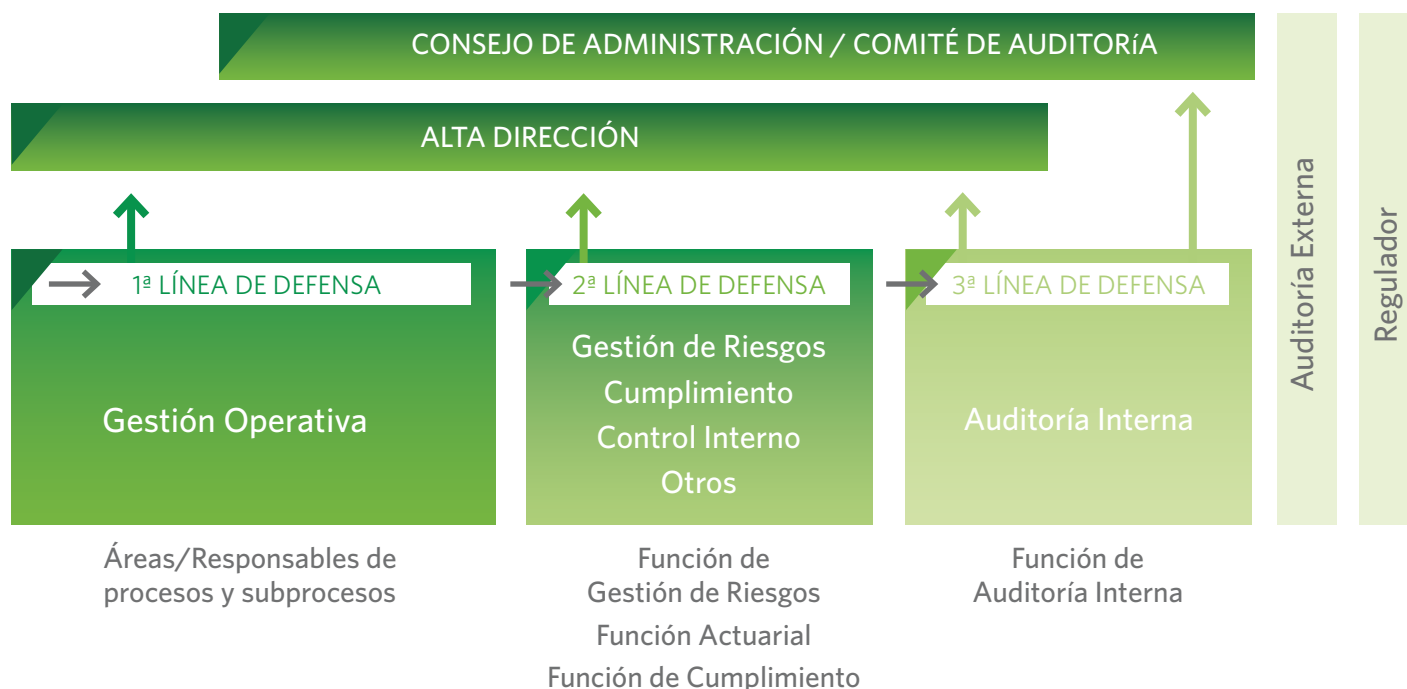 CONSEJO DE ADMINISTRACIÓN / COMITÉ DE AUDITORíA
ALTA DIRECCIÓN
1ª LÍNEA DE DEFENSA
Gestión Operativa
Áreas/Responsables de
procesos y subprocesos
2ª LÍNEA DE DEFENSA
Gestión de Riesgos
Cumplimiento
Control Interno
Otros
Función de
Gestión de Riesgos
Función Actuarial
Función de Cumplimiento
3ª LÍNEA DE DEFENSA
Auditoría Interna
Función de
Auditoría Interna
Auditoría Externa
Regulador